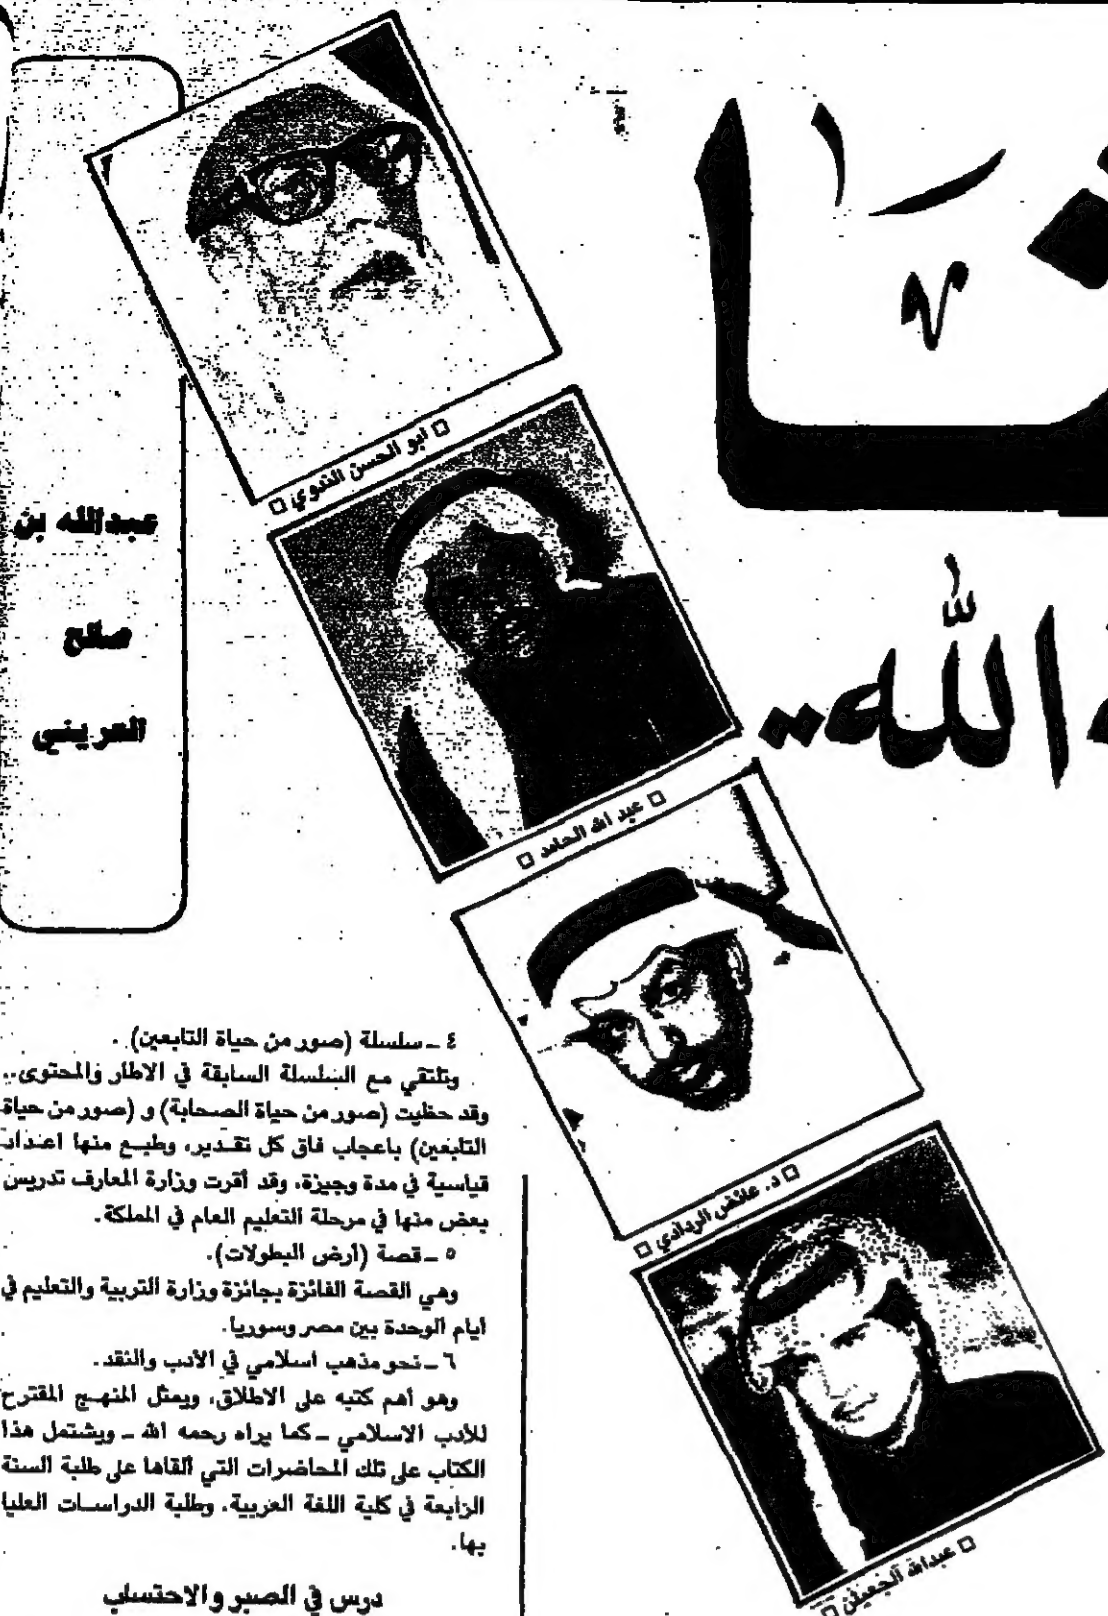 الله..
□ ابو الحسن الندوي □
□ عبد الله الحامد □
□ د. عائض الردادي □
□ عبدالله الجعيثن □
عبدالله بن
صالح
العريني
٤ ـ سلسلة (صور من حياة التابعين) .
وتلتقي مع السلسلة السابقة في الاطار والمحتوى..
وقد حظيت (صور من حياة الصحابة) و (صور من حياة
التابعين) باعجاب فاق كل تقدير، وطبع منها اعداد
قياسية في مدة وجيزة، وقد أقرت وزارة المعارف تدريس
بعض منها في مرحلة التعليم العام في المملكة.
٥ ـ قصة (أرض البطولات).
وهي القصة الفائزة بجائزة وزارة التربية والتعليم في
أيام الوحدة بين مصر وسوريا.
٦ ـ نحو مذهب اسلامي في الأدب والنقد.
وهو أهم كتبه على الاطلاق، ويمثل المنهج المقترح
للأدب الاسلامي ـ كما يراه رحمه الله ـ ويشتمل هذا
الكتاب على تلك المحاضرات التي ألقاها على طلبة السنة
الرابعة في كلية اللغة العربية، وطلبة الدراسات العليا
بها.
درس في الصبر والاحتساب